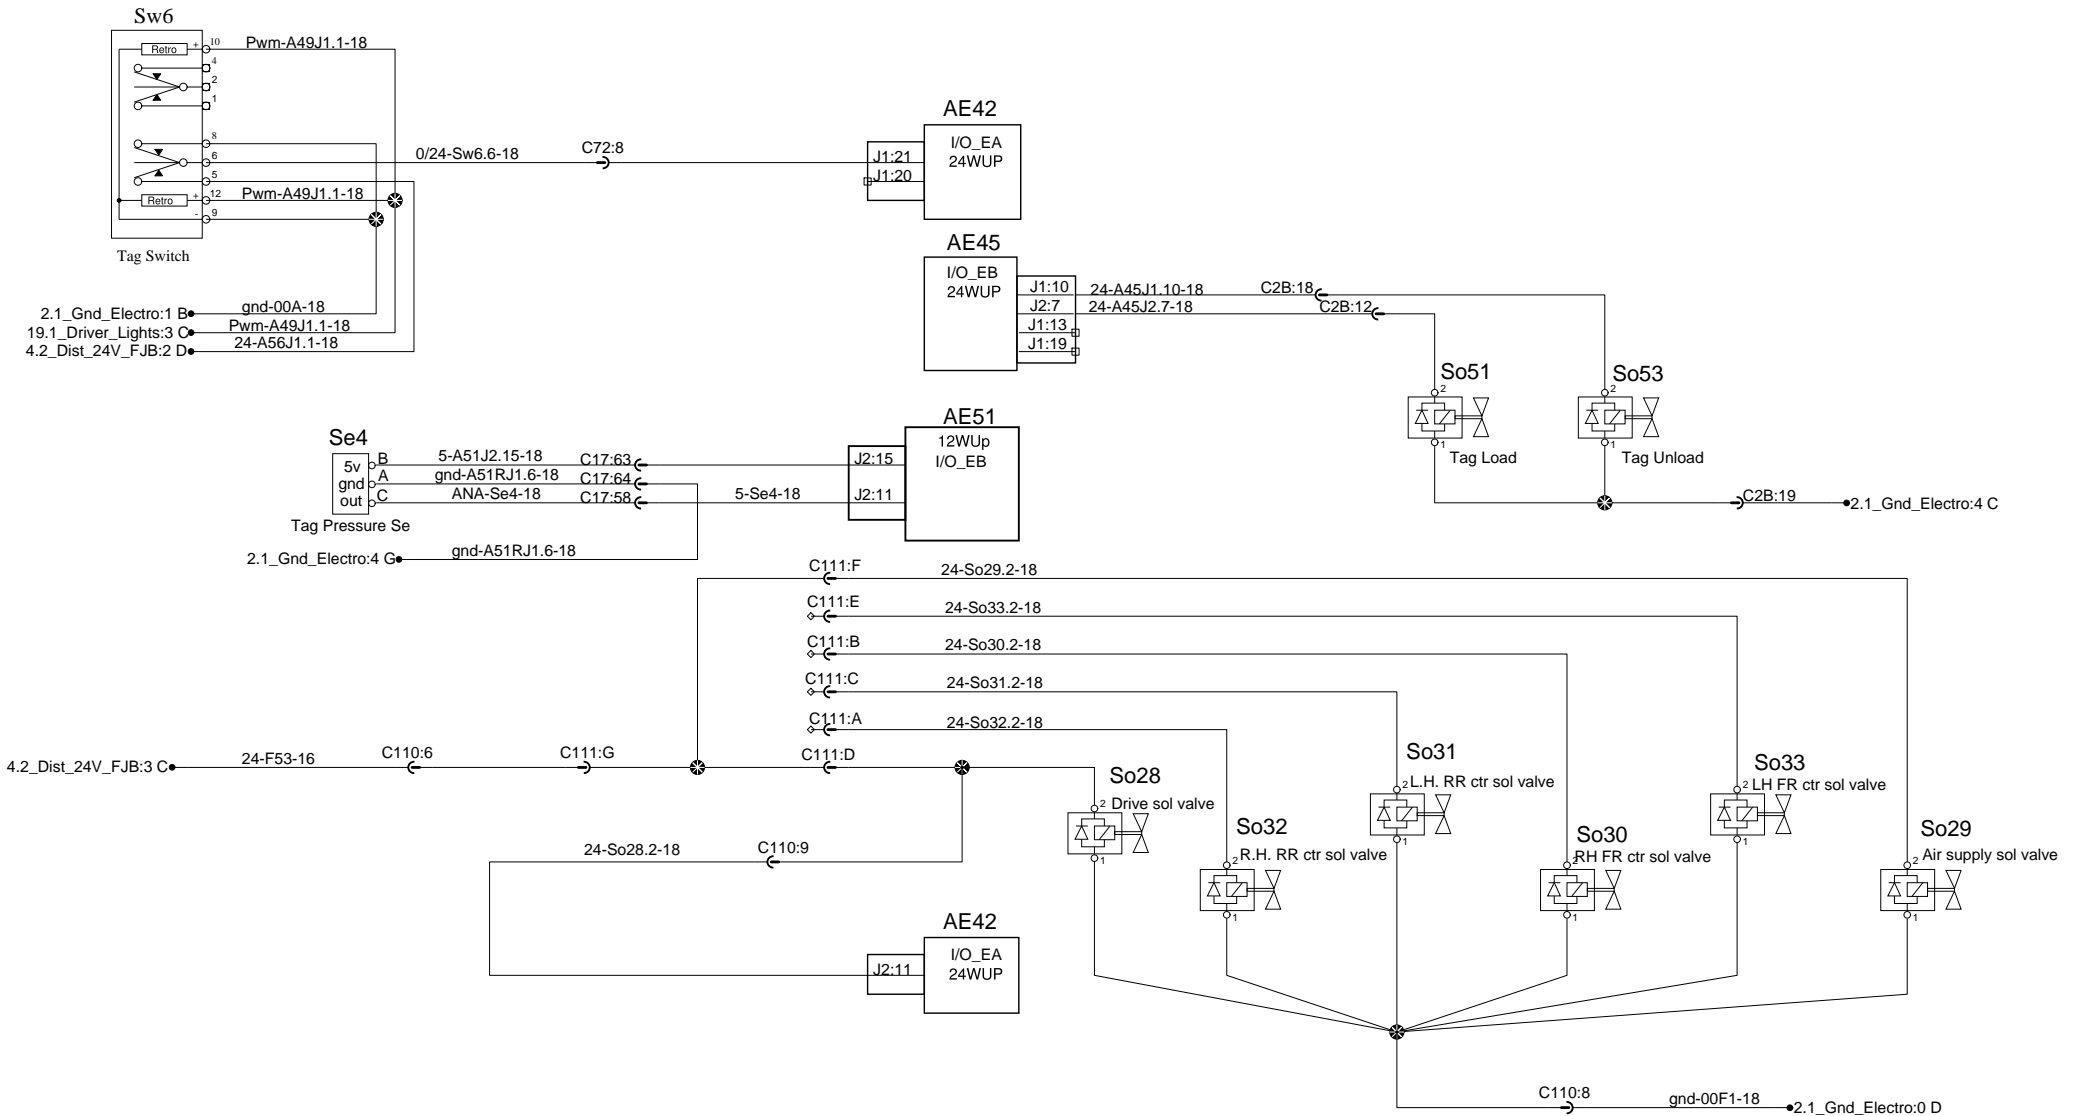 Sw6
Retro
+
10
Pwm-A49J1.1-18
4
2
1
8
6
0/24-Sw6.6-18
C72:8
5
Retro
+
12
Pwm-A49J1.1-18
-
9
Tag Switch
2.1_Gnd_Electro:1 B
gnd-00A-18
19.1_Driver_Lights:3 C
Pwm-A49J1.1-18
4.2_Dist_24V_FJB:2 D
24-A56J1.1-18
AE42
I/O_EA
24WUP
J1:21
J1:20
AE45
I/O_EB
24WUP
J1:10
24-A45J1.10-18
C2B:18
J2:7
24-A45J2.7-18
C2B:12
J1:13
J1:19
So51
2
1
Tag Load
So53
2
1
Tag Unload
C2B:19
2.1_Gnd_Electro:4 C
AE51
12WUp
I/O_EB
J2:15
J2:11
Se4
5v
gnd
out
B
A
C
5-A51J2.15-18
C17:63
gnd-A51RJ1.6-18
C17:64
ANA-Se4-18
C17:58
5-Se4-18
Tag Pressure Se
2.1_Gnd_Electro:4 G
gnd-A51RJ1.6-18
C111:F
24-So29.2-18
C111:E
24-So33.2-18
C111:B
24-So30.2-18
C111:C
24-So31.2-18
C111:A
24-So32.2-18
4.2_Dist_24V_FJB:3 C
24-F53-16
C110:6
C111:G
C111:D
So28
2
Drive sol valve
1
So32
2
R.H. RR ctr sol valve
1
So31
2
L.H. RR ctr sol valve
1
So30
2
RH FR ctr sol valve
1
So33
2
LH FR ctr sol valve
1
So29
2
Air supply sol valve
1
24-So28.2-18
C110:9
AE42
I/O_EA
24WUP
J2:11
C110:8
gnd-00F1-18
2.1_Gnd_Electro:0 D